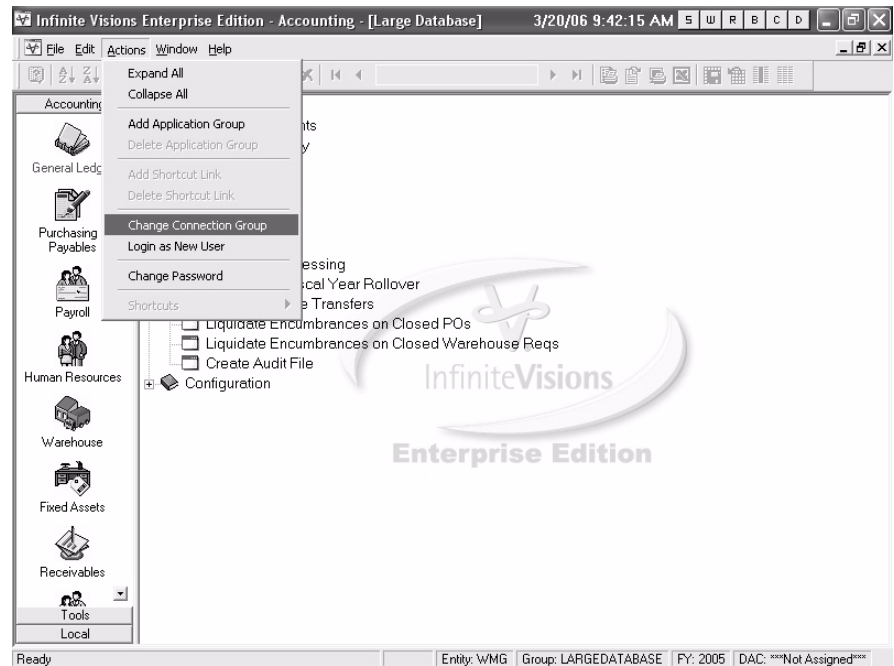 Infinite Visions Enterprise Edition - Accounting - [Large Database] 3/20/06 9:42:15 AM S W R B C D
File Edit Actions Window Help
Expand All
Collapse All
Add Application Group
Delete Application Group
Add Shortcut Link
Delete Shortcut Link
Change Connection Group
Login as New User
Change Password
Shortcuts
Accounting
General Ledg
Purchasing
Payables
Payroll
Human Resources
Warehouse
Fixed Assets
Receivables
Tools
Local
nts
y
essing
scal Year Rollover
e Transfers
Liquidate Encumbrances on Closed POs
Liquidate Encumbrances on Closed Warehouse Reqs
Create Audit File
Configuration
InfiniteVisions
Enterprise Edition
Ready Entity: WMG Group: LARGEDATABASE FY: 2005 DAC: ***Not Assigned***